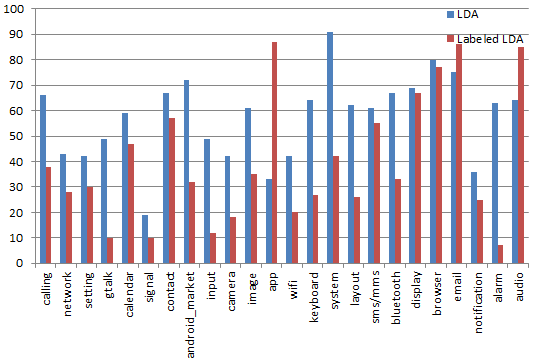 100
90
80
70
60
50
40
30
20
10
0
LDA
Labeled LDA
calling
network
setting
gtalk
calendar
signal
contact
android_market
input
camera
image
app
wifi
keyboard
system
layout
sms/mms
bluetooth
display
browser
email
notification
alarm
audio